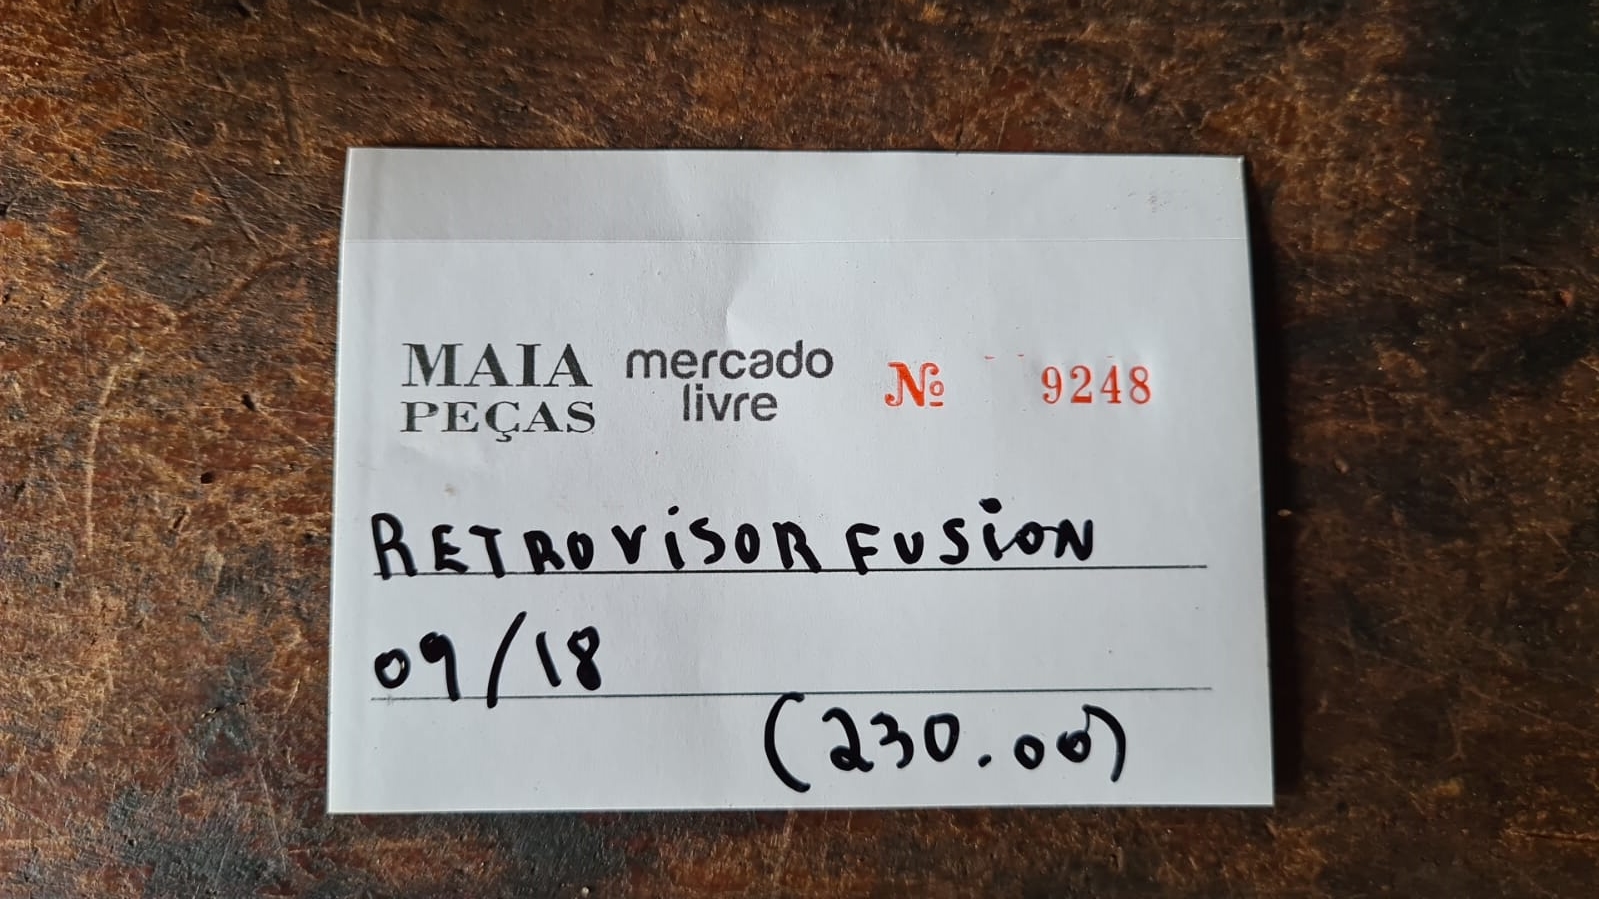 MAIA PEÇAS
mercado livre
Nº 9248
RETROViSOR FUSiON
09/18
(230.00)